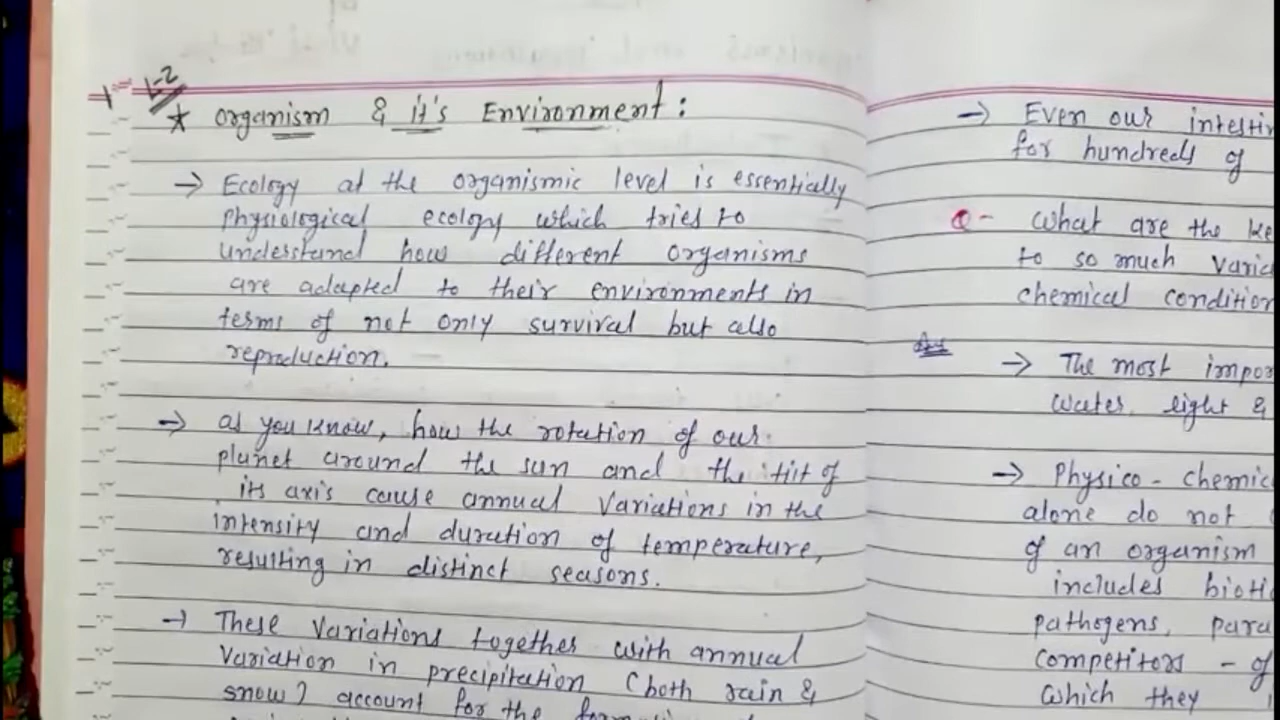 L-2
* Organism & it's Environment:
→ Ecology at the organismic level is essentially
physiological ecology which tries to
understand how different organisms
are adapted to their environments in
terms of not only survival but also
reproduction.
→ as you know, how the rotation of our
planet around the sun and the tilt of
its axis cause annual variations in the
intensity and duration of temperature,
resulting in distinct seasons.
→ These variations together with annual
variation in precipitation (both rain &
snow) account for the
→ Even our
for hundreds of
Q- What are the
to so much
chemical
Ans
→ The most
water, light &
→ Physico-
alone do not
of an organism
includes
pathogens,
competitors - of
which they